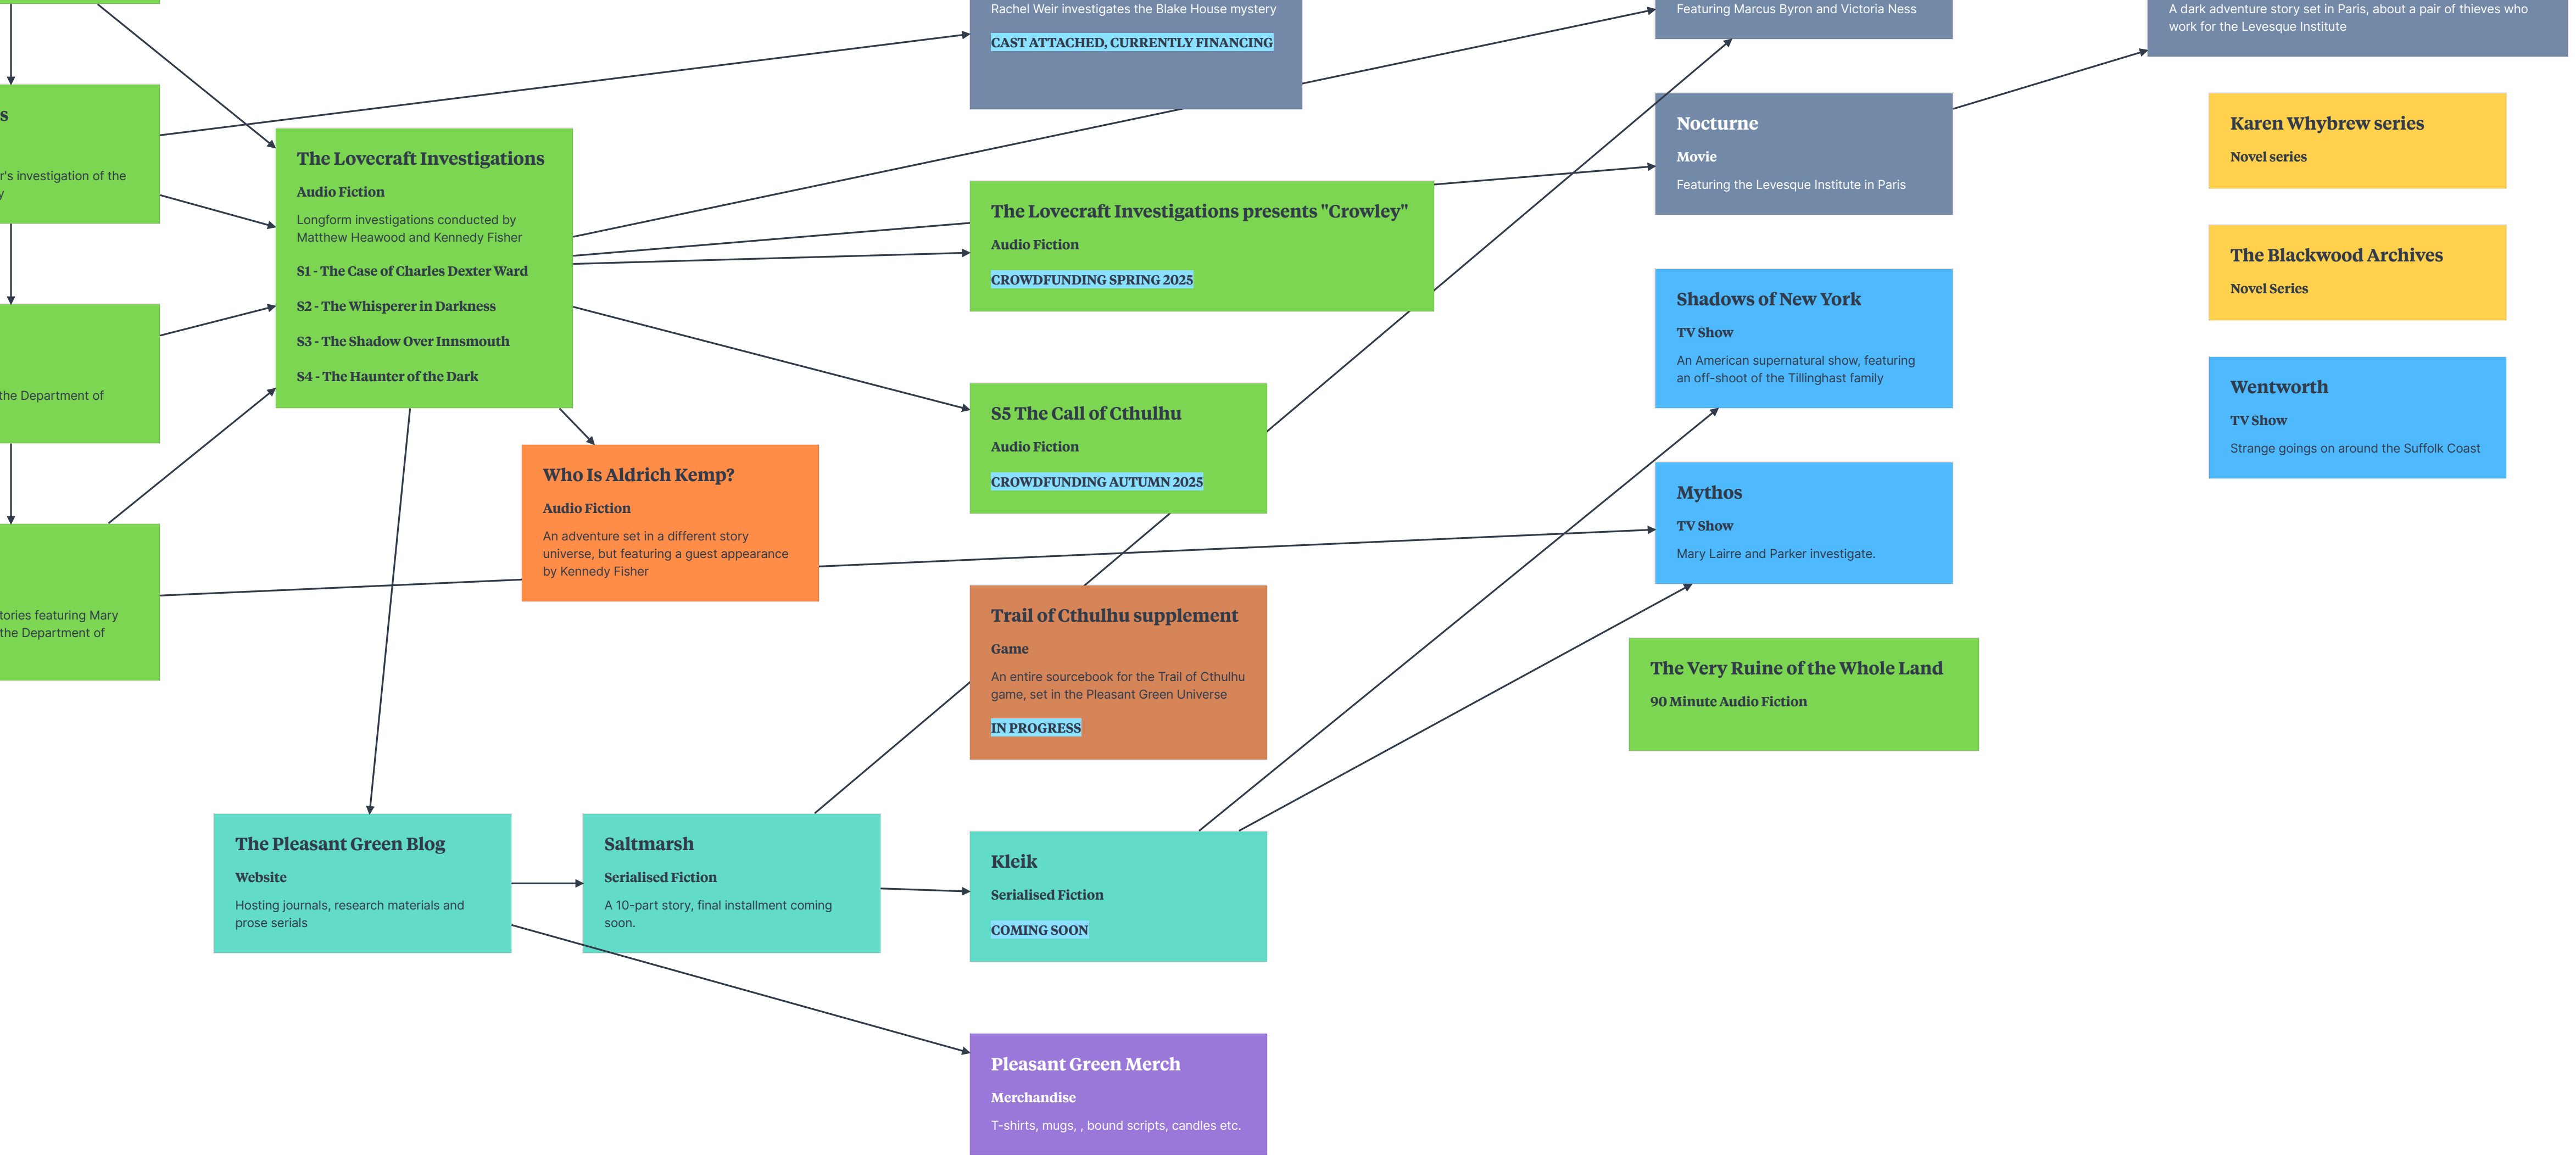 Rachel Weir investigates the Blake House mystery
CAST ATTACHED, CURRENTLY FINANCING
Featuring Marcus Byron and Victoria Ness
A dark adventure story set in Paris, about a pair of thieves who
work for the Levesque Institute
s
r's investigation of the
y
the Department of
tories featuring Mary
the Department of
The Lovecraft Investigations
Audio Fiction
Longform investigations conducted by
Matthew Heawood and Kennedy Fisher
S1 - The Case of Charles Dexter Ward
S2 - The Whisperer in Darkness
S3 - The Shadow Over Innsmouth
S4 - The Haunter of the Dark
Who Is Aldrich Kemp?
Audio Fiction
An adventure set in a different story
universe, but featuring a guest appearance
by Kennedy Fisher
The Lovecraft Investigations presents "Crowley"
Audio Fiction
CROWDFUNDING SPRING 2025
S5 The Call of Cthulhu
Audio Fiction
CROWDFUNDING AUTUMN 2025
Trail of Cthulhu supplement
Game
An entire sourcebook for the Trail of Cthulhu
game, set in the Pleasant Green Universe
IN PROGRESS
Nocturne
Movie
Featuring the Levesque Institute in Paris
Shadows of New York
TV Show
An American supernatural show, featuring
an off-shoot of the Tillinghast family
Mythos
TV Show
Mary Lairre and Parker investigate.
The Very Ruine of the Whole Land
90 Minute Audio Fiction
Karen Whybrew series
Novel series
The Blackwood Archives
Novel Series
Wentworth
TV Show
Strange goings on around the Suffolk Coast
The Pleasant Green Blog
Website
Hosting journals, research materials and
prose serials
Saltmarsh
Serialised Fiction
A 10-part story, final installment coming
soon.
Kleik
Serialised Fiction
COMING SOON
Pleasant Green Merch
Merchandise
T-shirts, mugs, , bound scripts, candles etc.